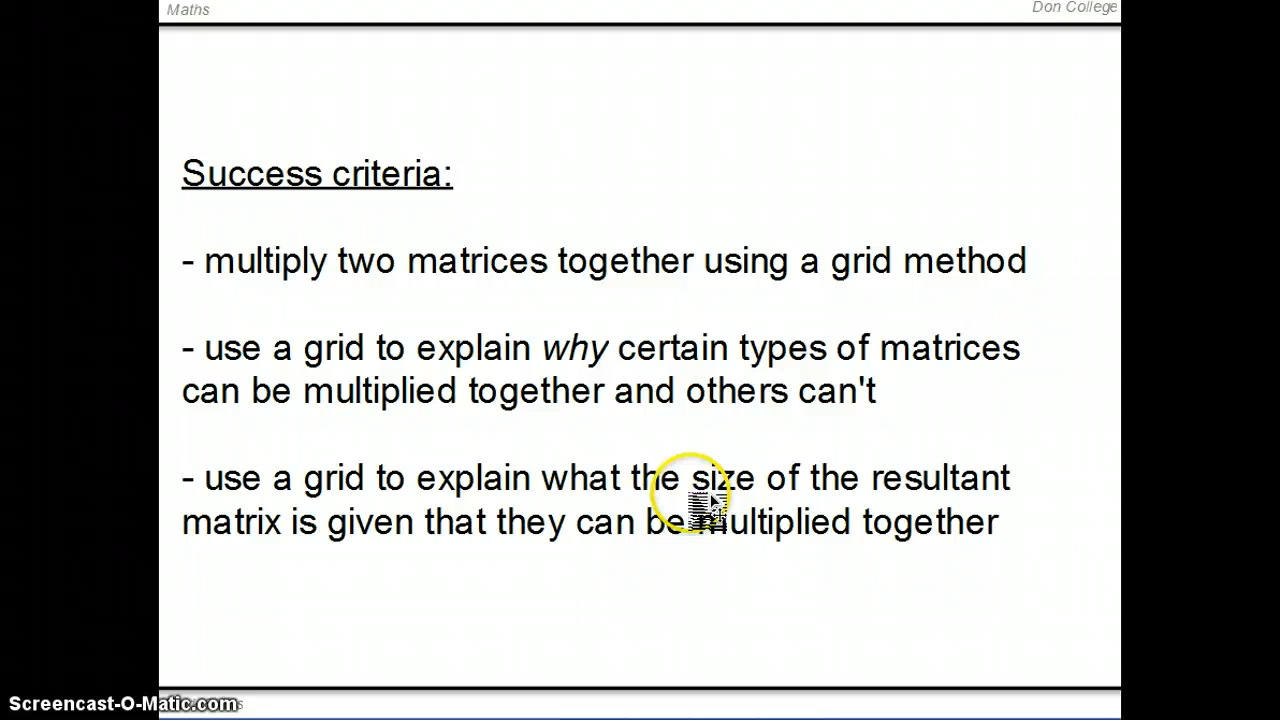 Maths
Don College
Success criteria:
- multiply two matrices together using a grid method
- use a grid to explain why certain types of matrices
can be multiplied together and others can't
- use a grid to explain what the size of the resultant
matrix is given that they can be multiplied together
Screencast-O-Matic.com